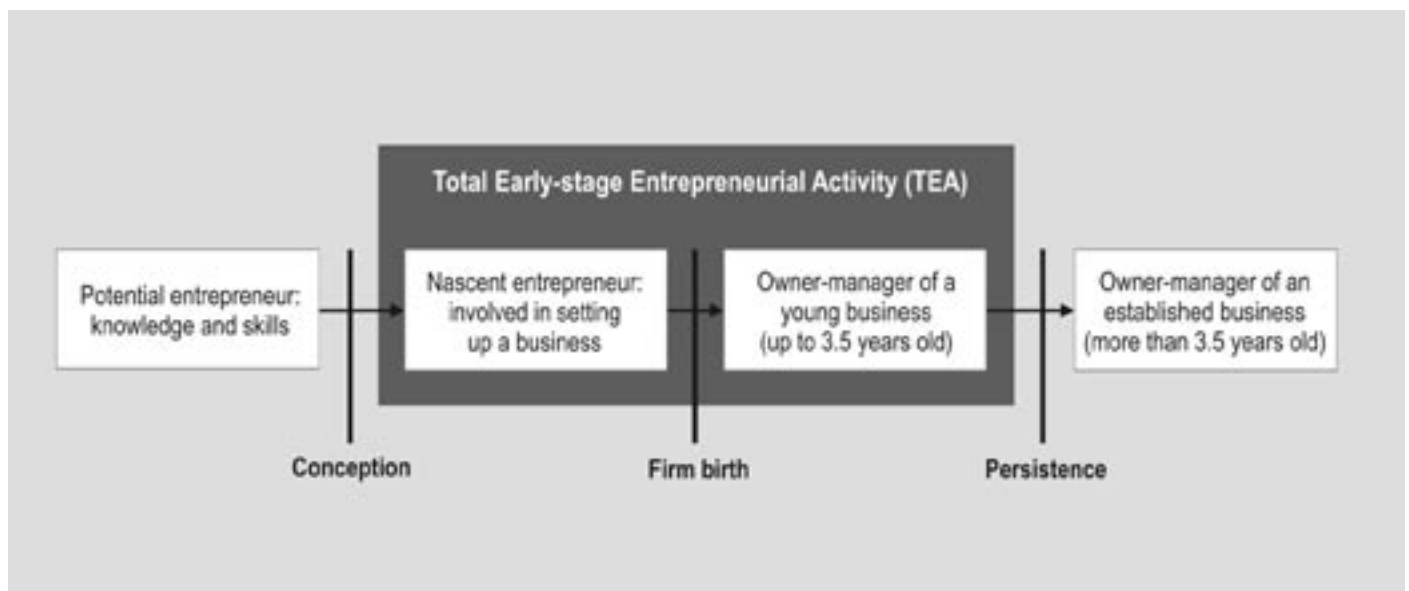 Total Early-stage Entrepreneurial Activity (TEA)
Potential entrepreneur:
knowledge and skills
Nascent entrepreneur:
involved in setting
up a business
Owner-manager of a
young business
(up to 3.5 years old)
Owner-manager of an
established business
(more than 3.5 years old)
Conception
Firm birth
Persistence